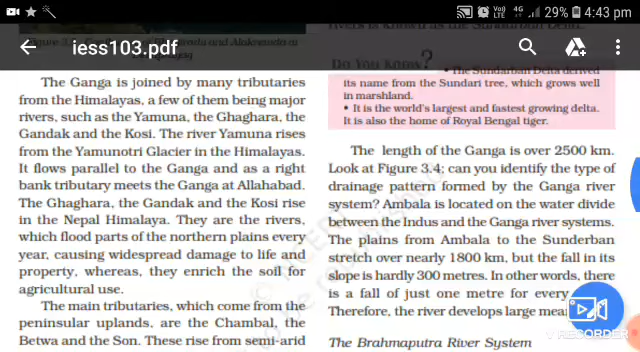 VoD LTE 4G 29% 4:43 pm
iess103.pdf
The Ganga is joined by many tributaries
from the Himalayas, a few of them being major
rivers, such as the Yamuna, the Ghaghara, the
Gandak and the Kosi. The river Yamuna rises
from the Yamunotri Glacier in the Himalayas.
It flows parallel to the Ganga and as a right
bank tributary meets the Ganga at Allahabad.
The Ghaghara, the Gandak and the Kosi rise
in the Nepal Himalaya. They are the rivers,
which flood parts of the northern plains every
year, causing widespread damage to life and
property, whereas, they enrich the soil for
agricultural use.
The main tributaries, which come from the
peninsular uplands, are the Chambal, the
Betwa and the Son. These rise from semi-arid
Do You Know?
• The Sundarban Delta derived
its name from the Sundari tree, which grows well
in marshland.
• It is the world's largest and fastest growing delta.
It is also the home of Royal Bengal tiger.
The length of the Ganga is over 2500 km.
Look at Figure 3.4; can you identify the type of
drainage pattern formed by the Ganga river
system? Ambala is located on the water divide
between the Indus and the Ganga river systems.
The plains from Ambala to the Sunderban
stretch over nearly 1800 km, but the fall in its
slope is hardly 300 metres. In other words, there
is a fall of just one metre for every
Therefore, the river develops large
The Brahmaputra River System
RECORDER